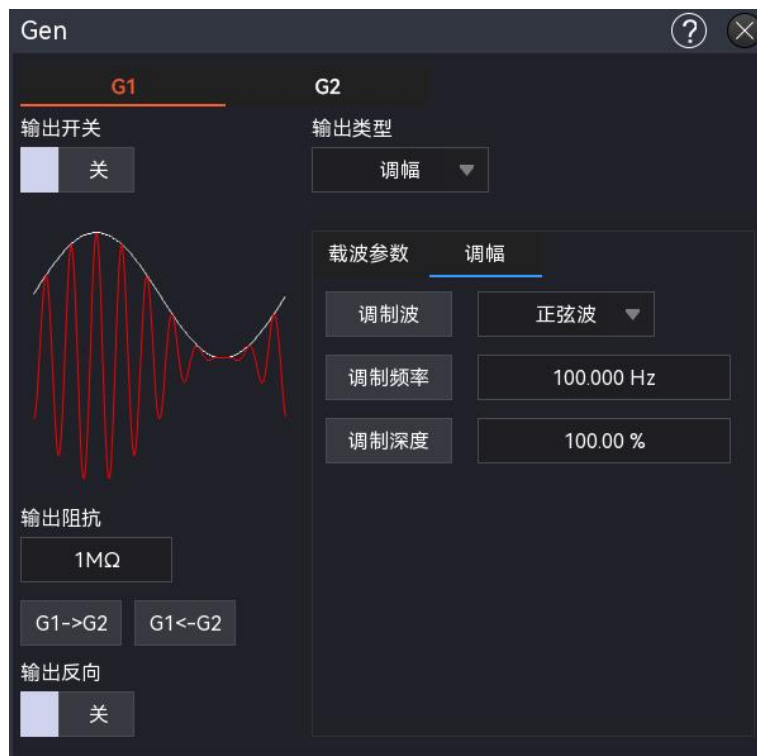 Gen
G1 G2
输出开关 输出类型
关 调幅
载波参数 调幅
调制波 正弦波
调制频率 100.000 Hz
调制深度 100.00 %
输出阻抗
1MΩ
G1->G2 G1<-G2
输出反向
关